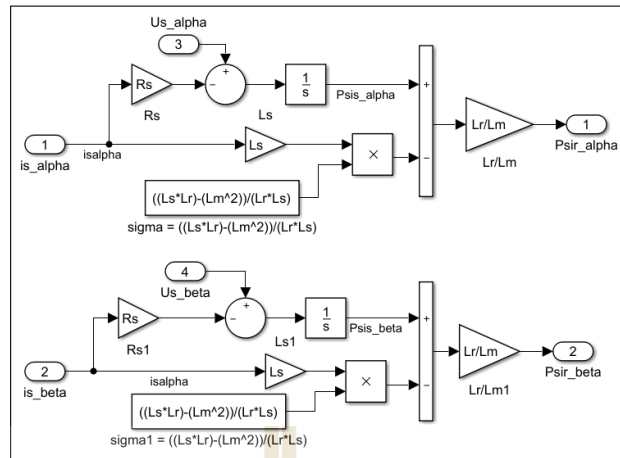 Us_alpha
3
+
−
Rs
Rs
Ls
1
s
Psis_alpha
+
−
Lr/Lm
Lr/Lm
1
Psir_alpha
1
is_alpha
isalpha
Ls
×
((Ls*Lr)-(Lm^2))/(Lr*Ls)
sigma = ((Ls*Lr)-(Lm^2))/(Lr*Ls)
4
Us_beta
+
−
Rs
Rs1
Ls1
1
s
Psis_beta
+
−
Lr/Lm
Lr/Lm1
2
Psir_beta
2
is_beta
isalpha
Ls
×
((Ls*Lr)-(Lm^2))/(Lr*Ls)
sigma1 = ((Ls*Lr)-(Lm^2))/(Lr*Ls)